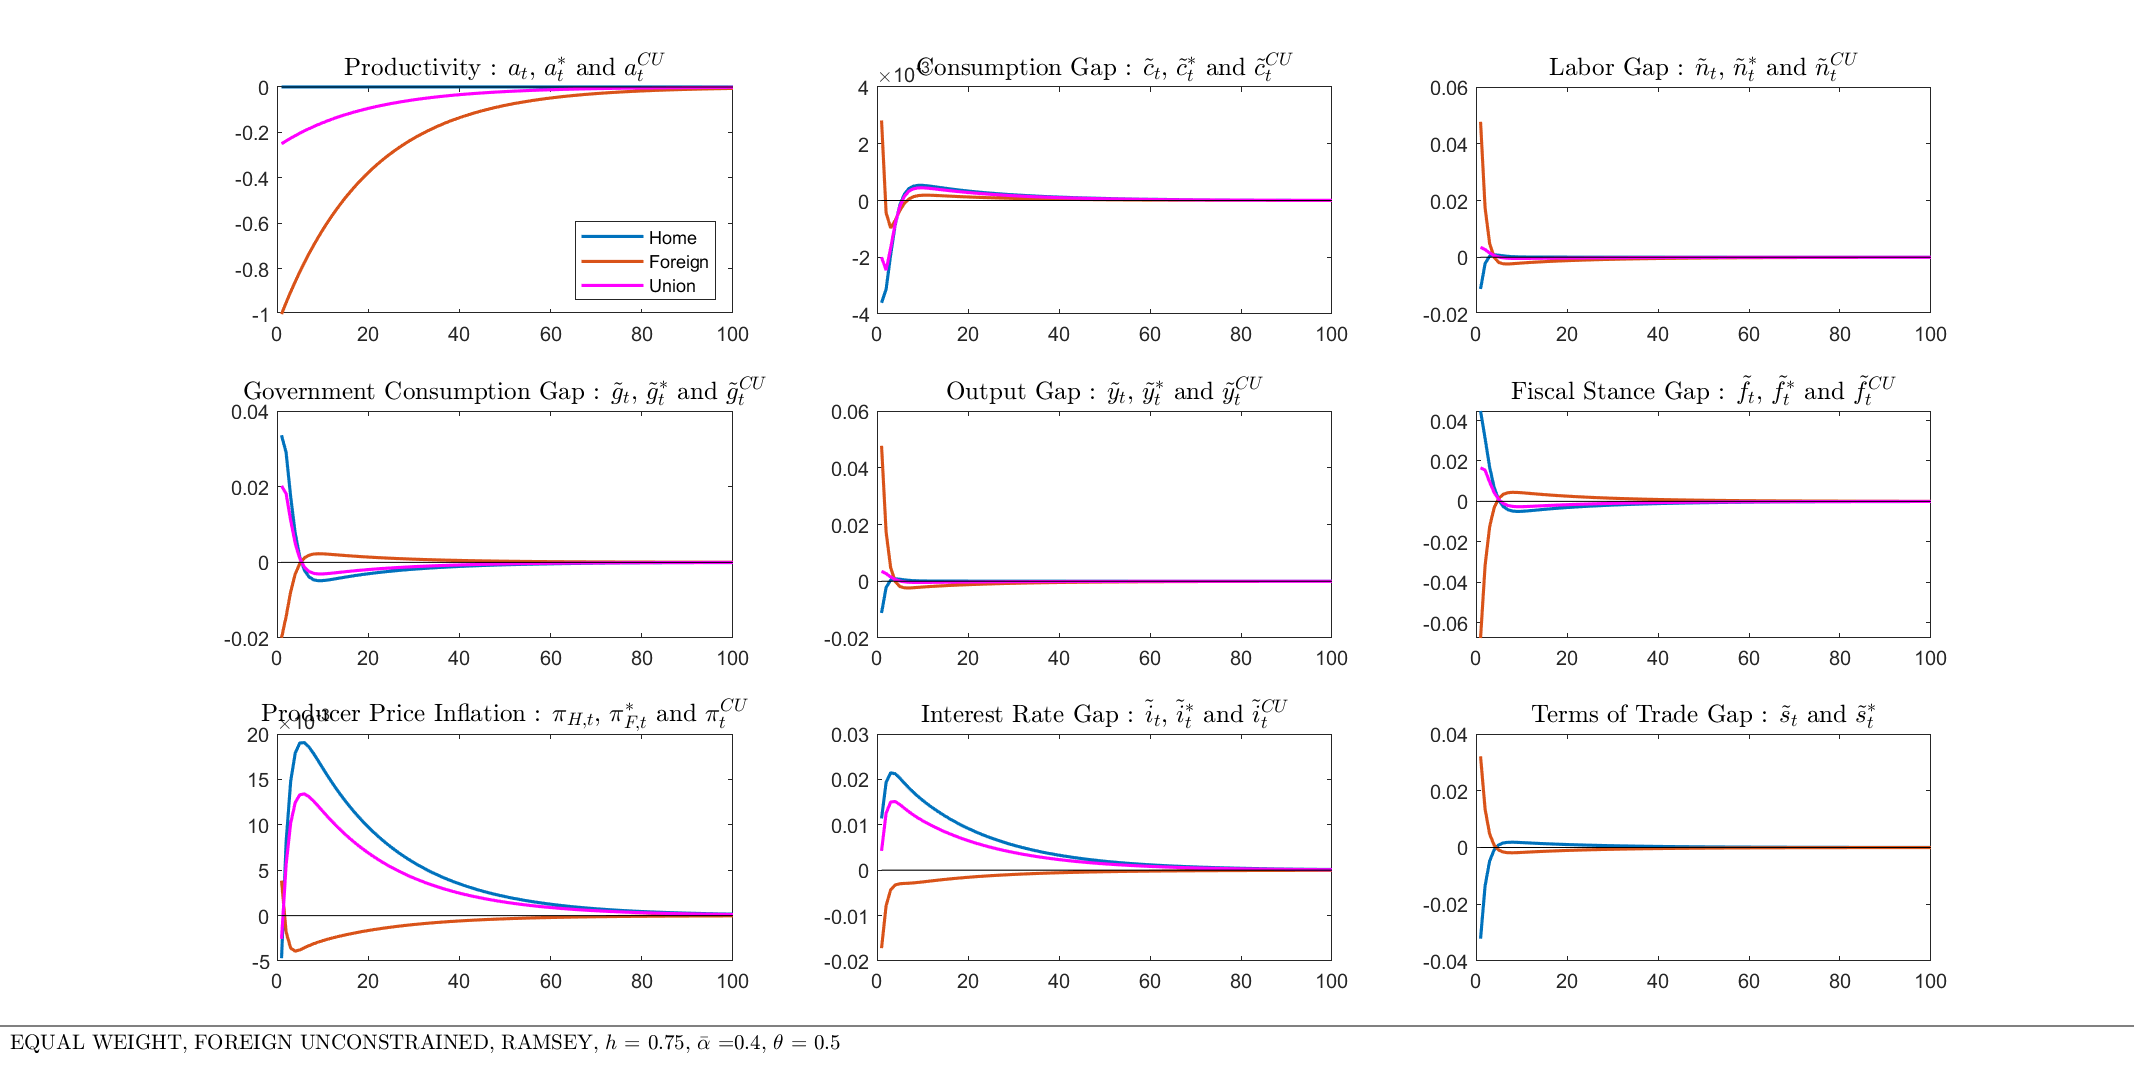 Productivity : a_t, a_t^* and a_t^{CU}
0
-0.2
-0.4
-0.6
-0.8
-1
0 20 40 60 80 100
Home
Foreign
Union
Consumption Gap : c̃_t, c̃_t^* and c̃_t^{CU}
4
2
0
-2
-4
0 20 40 60 80 100
Labor Gap : ñ_t, ñ_t^* and ñ_t^{CU}
0.06
0.04
0.02
0
-0.02
0 20 40 60 80 100
Government Consumption Gap : g̃_t, g̃_t^* and g̃_t^{CU}
0.04
0.02
0
-0.02
0 20 40 60 80 100
Output Gap : ỹ_t, ỹ_t^* and ỹ_t^{CU}
0.06
0.04
0.02
0
-0.02
0 20 40 60 80 100
Fiscal Stance Gap : f̃_t, f̃_t^* and f̃_t^{CU}
0.04
0.02
0
-0.02
-0.04
-0.06
0 20 40 60 80 100
Producer Price Inflation : π_{H,t}, π_{F,t}^* and π_t^{CU}
20
15
10
5
0
-5
0 20 40 60 80 100
Interest Rate Gap : ĩ_t, ĩ_t^* and ĩ_t^{CU}
0.03
0.02
0.01
0
-0.01
-0.02
0 20 40 60 80 100
Terms of Trade Gap : s̃_t and s̃_t^*
0.04
0.02
0
-0.02
-0.04
0 20 40 60 80 100
EQUAL WEIGHT, FOREIGN UNCONSTRAINED, RAMSEY, h = 0.75, ᾱ =0.4, θ = 0.5